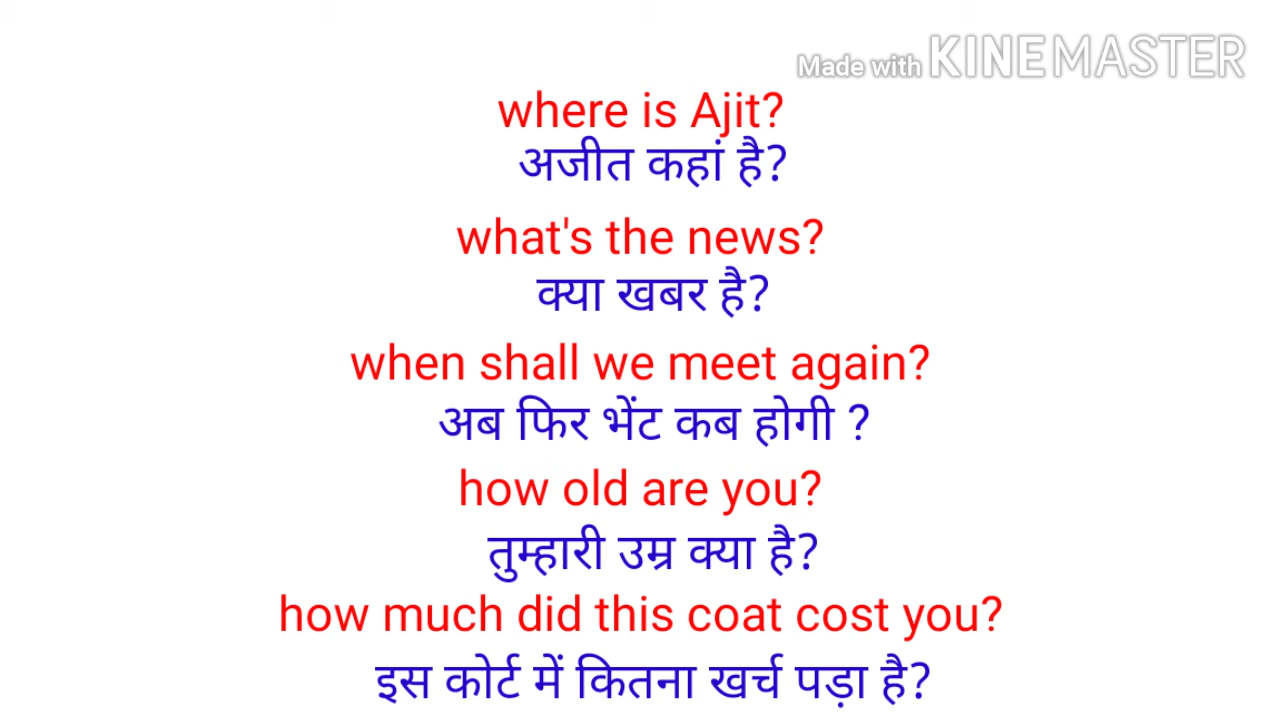 Made with KINEMASTER
where is Ajit?
अजीत कहां है?
what's the news?
क्या खबर है?
when shall we meet again?
अब फिर भेंट कब होगी ?
how old are you?
तुम्हारी उम्र क्या है?
how much did this coat cost you?
इस कोर्ट में कितना खर्च पड़ा है?